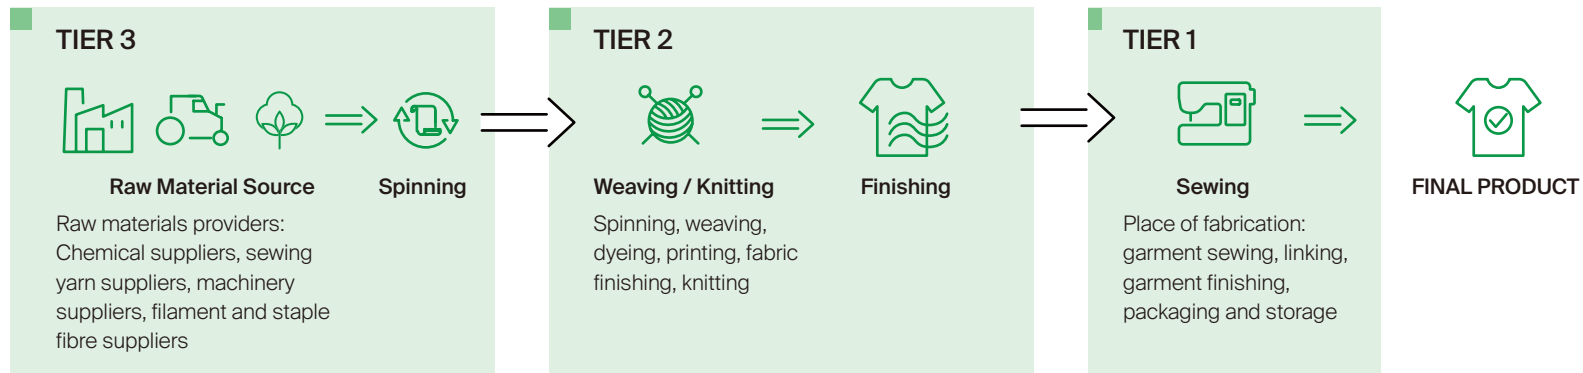 TIER 3
Raw Material Source
Spinning
Raw materials providers:
Chemical suppliers, sewing
yarn suppliers, machinery
suppliers, filament and staple
fibre suppliers
TIER 2
Weaving / Knitting
Finishing
Spinning, weaving,
dyeing, printing, fabric
finishing, knitting
TIER 1
Sewing
Place of fabrication:
garment sewing, linking,
garment finishing,
packaging and storage
FINAL PRODUCT